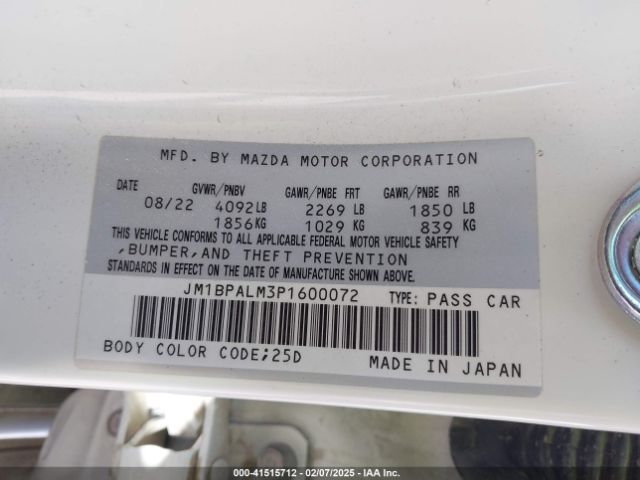 MFD. BY MAZDA MOTOR CORPORATION
DATE GVWR/PNBV GAWR/PNBE FRT GAWR/PNBE RR
08/22 4092LB 2269 LB 1850 LB
1856KG 1029 KG 839 KG
THIS VEHICLE CONFORMS TO ALL APPLICABLE FEDERAL MOTOR VEHICLE SAFETY
,BUMPER,AND THEFT PREVENTION
STANDARDS IN EFFECT ON THE DATE OF MANUFACTURE SHOWN ABOVE.
JM1BPALM3P1600072 TYPE: PASS CAR
BODY COLOR CODE;25D MADE IN JAPAN
000-41515712 - 02/07/2025 - IAA Inc.